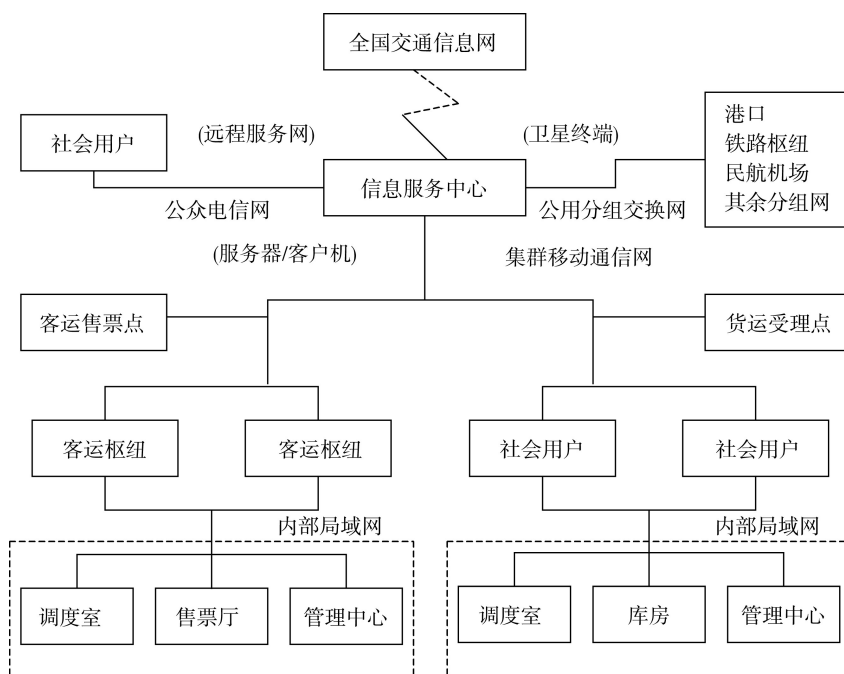 全国交通信息网
社会用户
(远程服务网)
(卫星终端)
港口
铁路枢纽
民航机场
其余分组网
信息服务中心
公众电信网
公用分组交换网
(服务器/客户机)
集群移动通信网
客运售票点
货运受理点
客运枢纽
客运枢纽
社会用户
社会用户
内部局域网
内部局域网
调度室
售票厅
管理中心
调度室
库房
管理中心